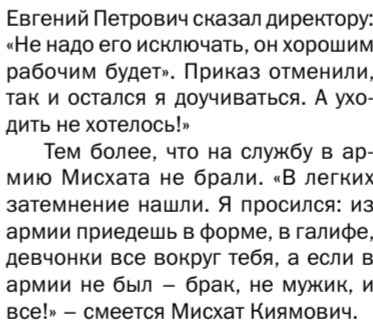 Евгений Петрович сказал директору:
«Не надо его исключать, он хорошим
рабочим будет». Приказ отменили,
так и остался я доучиваться. А ухо-
дить не хотелось!»
Тем более, что на службу в ар-
мию Мисхата не брали. «В легких
затемнение нашли. Я просился: из
армии приедешь в форме, в галифе,
девчонки все вокруг тебя, а если в
армии не был – брак, не мужик, и
все!» – смеется Мисхат Киямович.